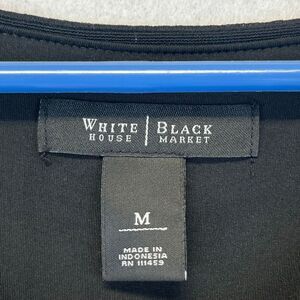 WHITE | BLACK
HOUSE | MARKET
M
MADE IN
INDONESIA
RN 111459